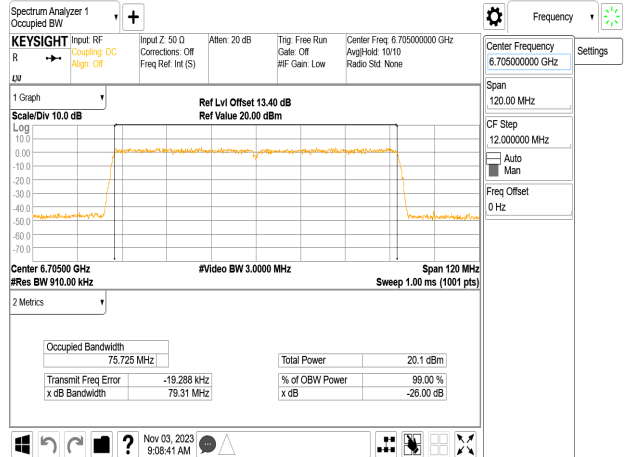 Spectrum Analyzer 1
Occupied BW
Frequency
KEYSIGHT
R
LXI
Input: RF
Coupling: DC
Align: Off
Input Z: 50 Ω
Corrections: Off
Freq Ref: Int (S)
Atten: 20 dB
Trig: Free Run
Gate: Off
#IF Gain: Low
Center Freq: 6.705000000 GHz
Avg|Hold: 10/10
Radio Std: None
Center Frequency
6.705000000 GHz
Settings
Span
120.00 MHz
CF Step
12.000000 MHz
Auto
Man
Freq Offset
0 Hz
1 Graph
Scale/Div 10.0 dB
Ref Lvl Offset 13.40 dB
Ref Value 20.00 dBm
Log
10.0
0.00
-10.0
-20.0
-30.0
-40.0
-50.0
-60.0
-70.0
Center 6.70500 GHz
#Res BW 910.00 kHz
#Video BW 3.0000 MHz
Span 120 MHz
Sweep 1.00 ms (1001 pts)
2 Metrics
Occupied Bandwidth
75.725 MHz
Total Power 20.1 dBm
Transmit Freq Error -19.288 kHz
% of OBW Power 99.00 %
x dB Bandwidth 79.31 MHz
x dB -26.00 dB
?
Nov 03, 2023
9:08:41 AM